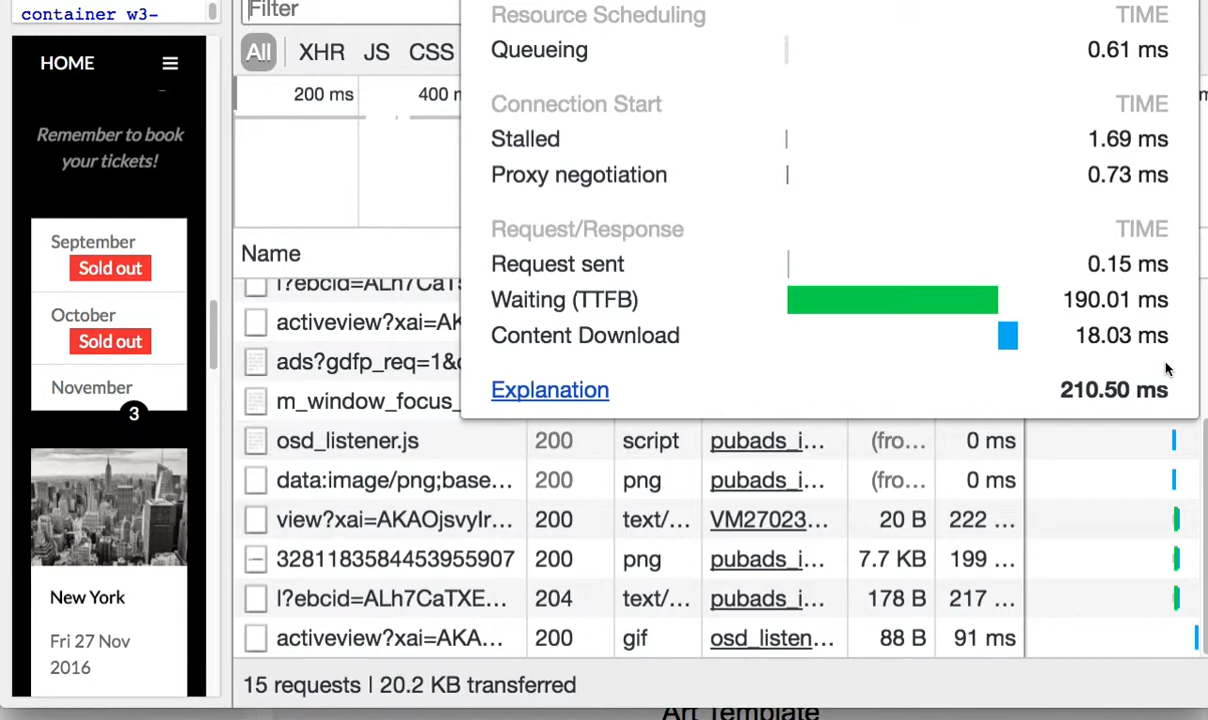 container w3-
HOME
Remember to book
your tickets!
September
Sold out
October
Sold out
November
3
New York
Fri 27 Nov
2016
Filter
All XHR JS CSS
200 ms
Name
Resource Scheduling TIME
Queueing 0.61 ms
Connection Start TIME
Stalled 1.69 ms
Proxy negotiation 0.73 ms
Request/Response TIME
Request sent 0.15 ms
Waiting (TTFB) 190.01 ms
Content Download 18.03 ms
Explanation 210.50 ms
activeview?xai=AK
ads?gdfp_req=1&
m_window_focus_
osd_listener.js 200 script pubads_i... (fro... 0 ms
data:image/png;base... 200 png pubads_i... (fro... 0 ms
view?xai=AKAOjsvyIr... 200 text/... VM27023... 20 B 222 ...
3281183584453955907 200 png pubads_i... 7.7 KB 199 ...
l?ebcid=ALh7CaTXE... 204 text/... pubads_i... 178 B 217 ...
activeview?xai=AKA... 200 gif osd_listen... 88 B 91 ms
15 requests | 20.2 KB transferred
Art Template